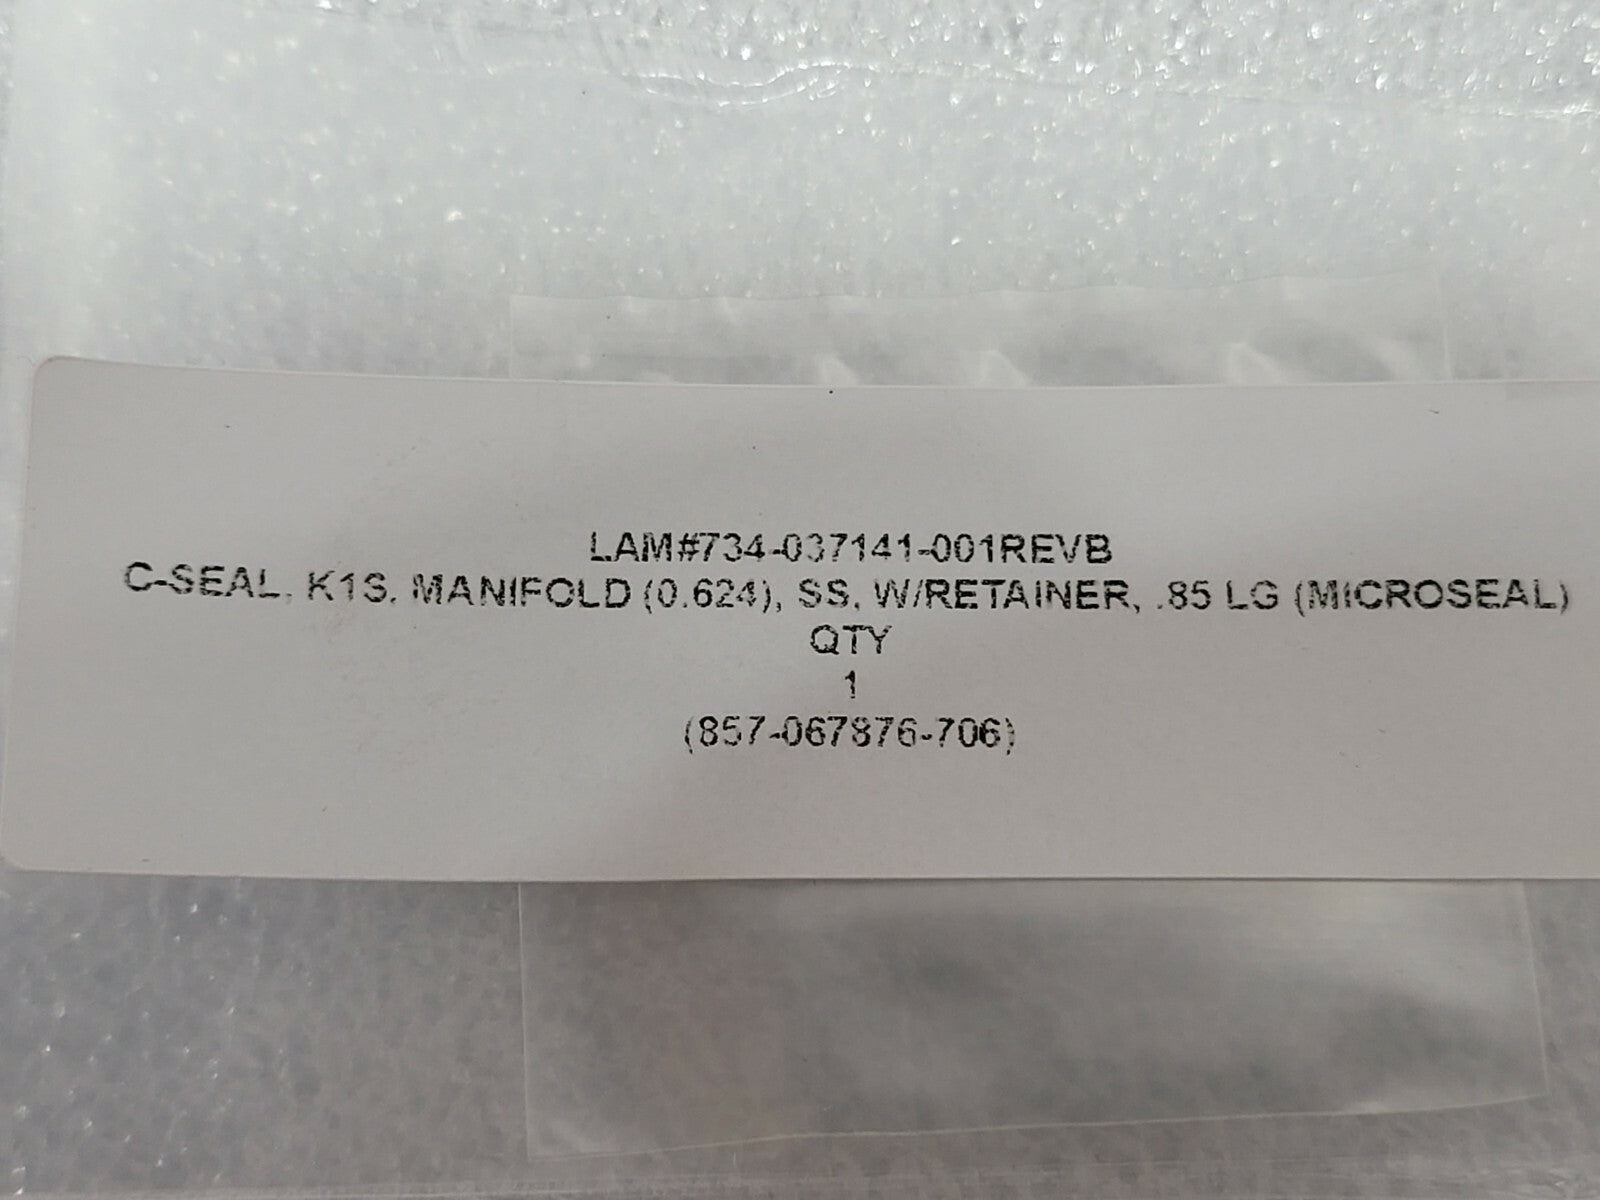 LAM#734-037141-001REVB
C-SEAL, K1S, MANIFOLD (0.624), SS, W/RETAINER, .85 LG (MICROSEAL)
QTY
1
(857-067876-706)